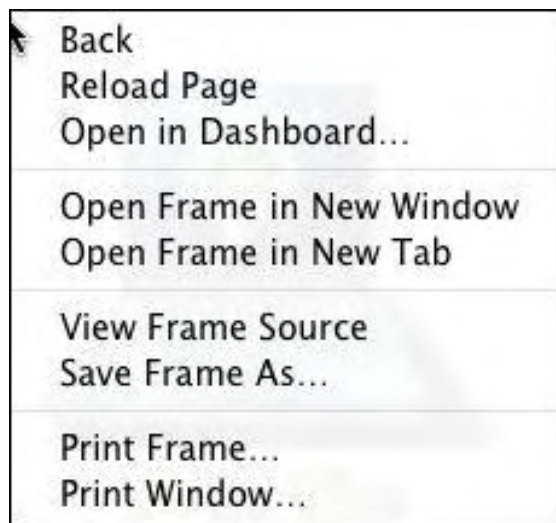 Back
Reload Page
Open in Dashboard...
Open Frame in New Window
Open Frame in New Tab
View Frame Source
Save Frame As...
Print Frame...
Print Window...